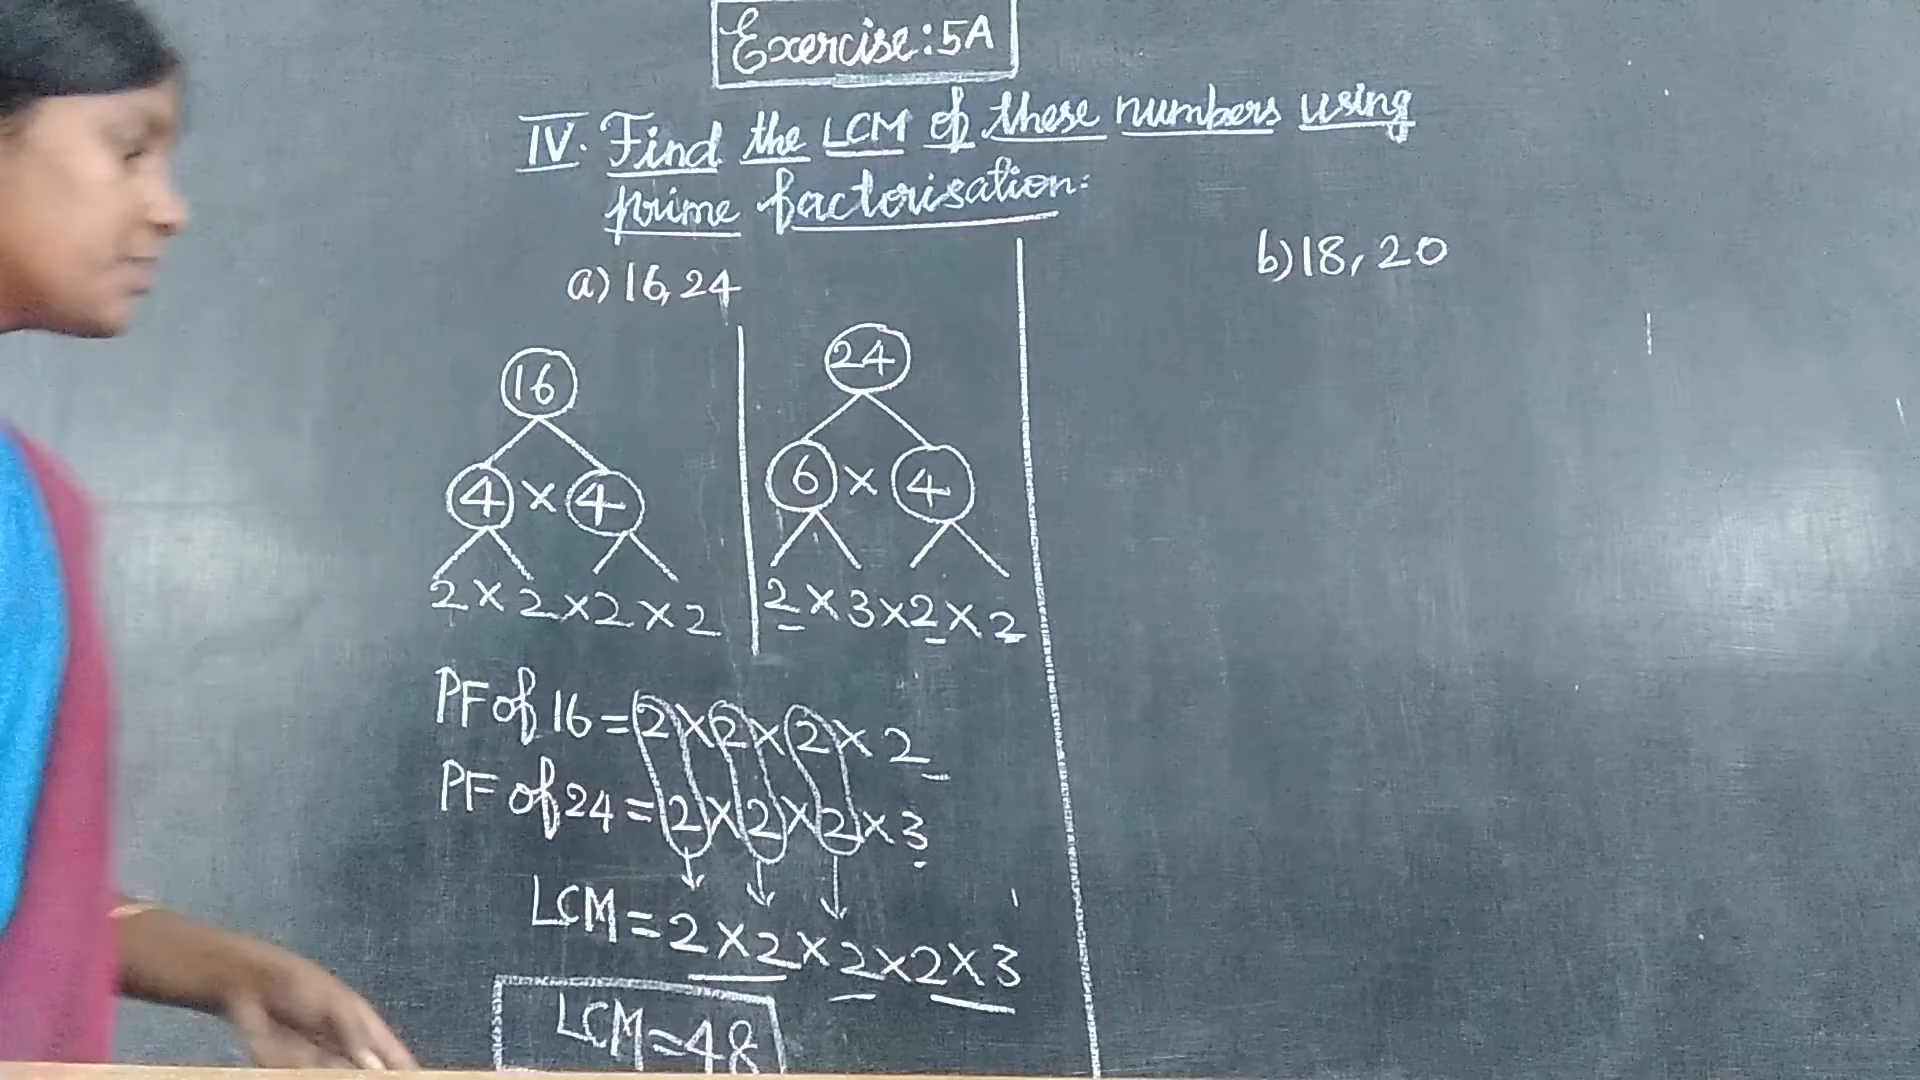 Exercise: 5A
IV. Find the LCM of these numbers using
prime factorisation:
a) 16, 24
16
4 × 4
2 × 2 × 2 × 2
24
6 × 4
2 × 3 × 2 × 2
PF of 16 = 2 × 2 × 2 × 2
PF of 24 = 2 × 2 × 2 × 3
LCM = 2 × 2 × 2 × 2 × 3
LCM = 48
b) 18, 20